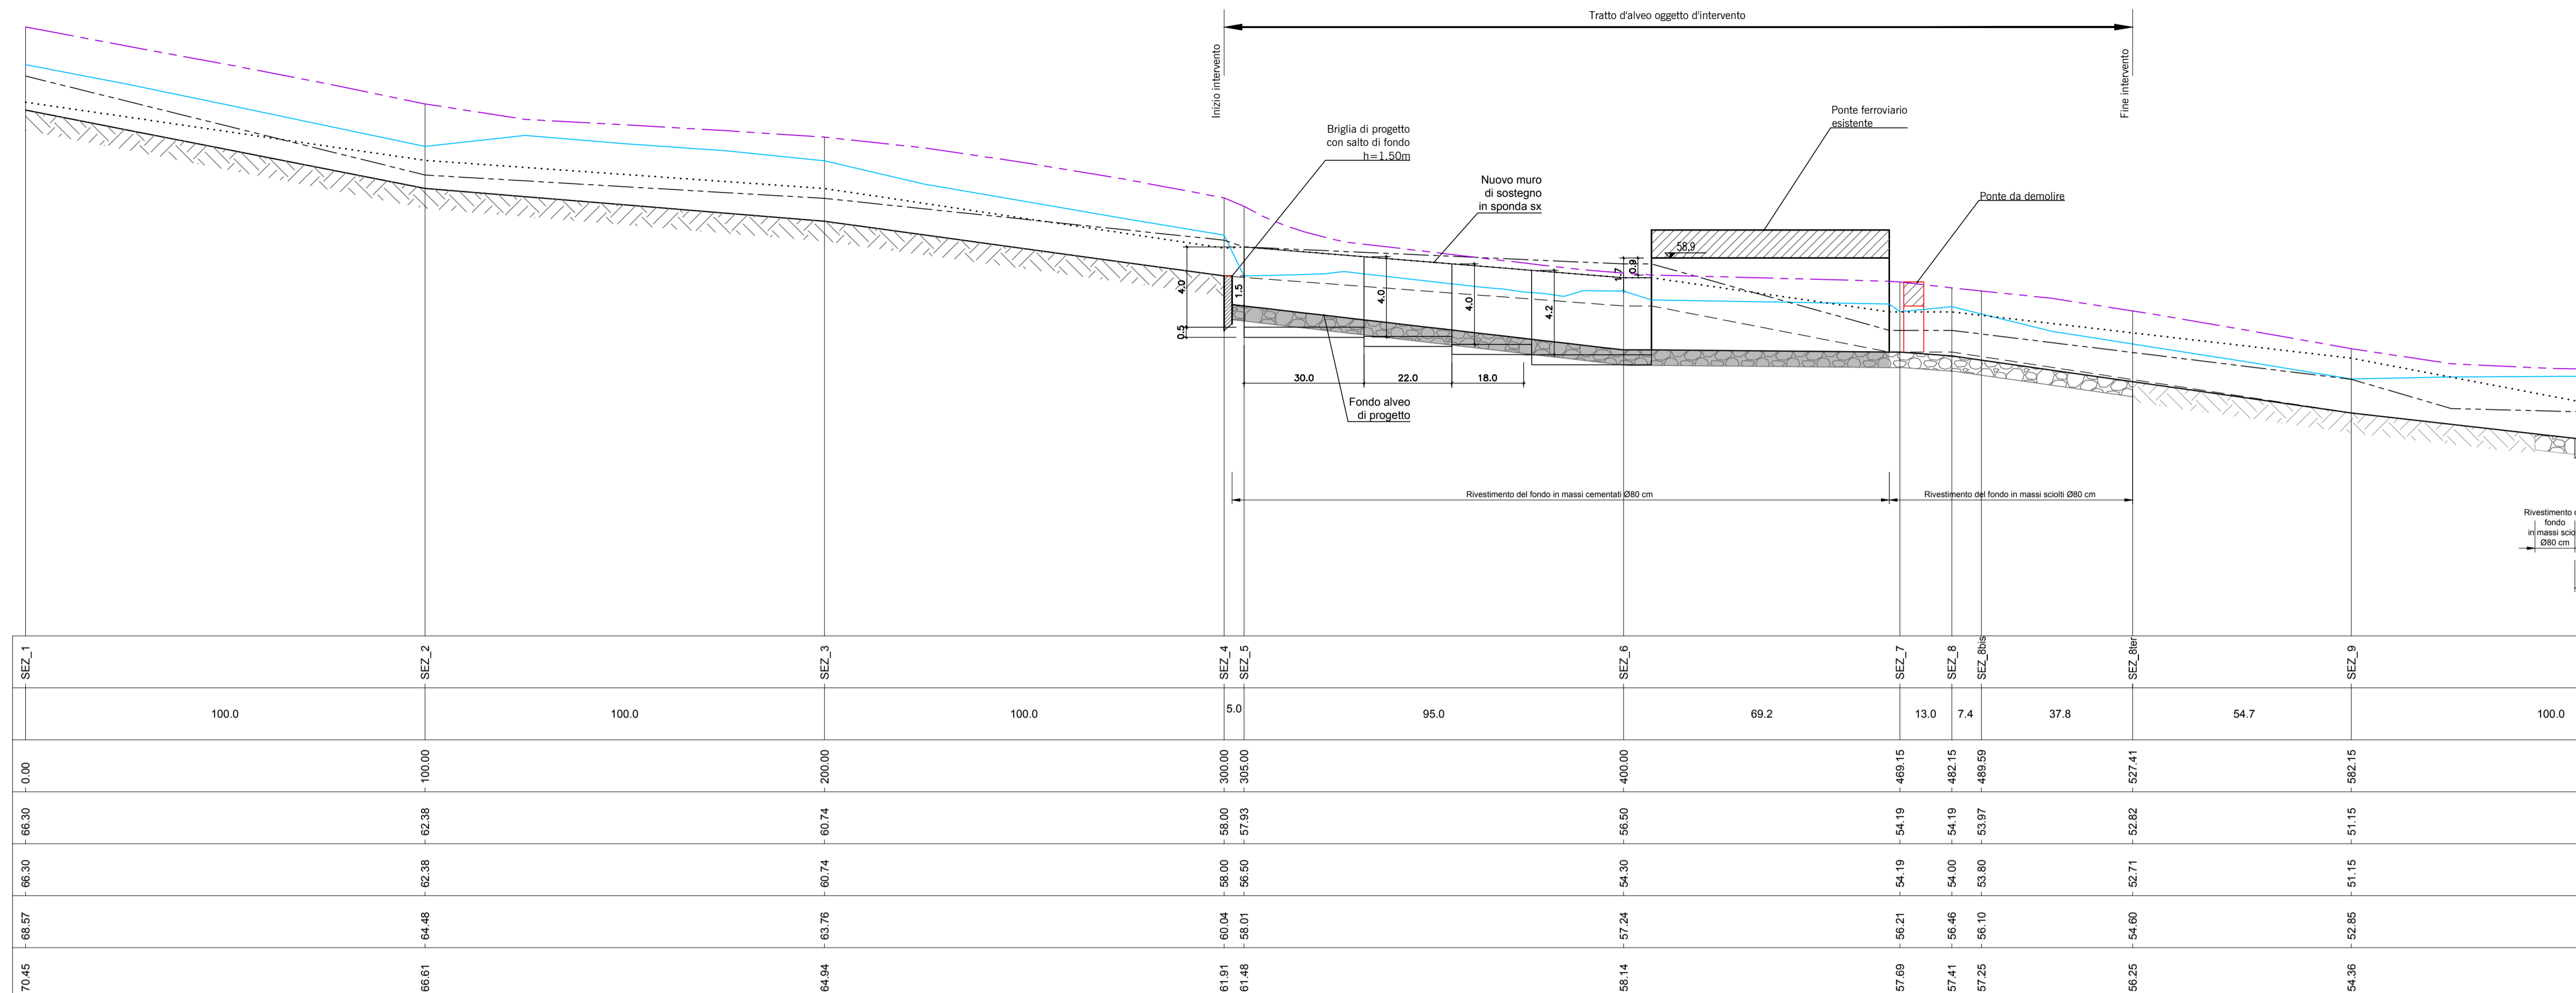 Tratto d'alveo oggetto d'intervento
Inizio intervento
Fine intervento
Briglia di progetto
con salto di fondo
h=1.50m
Nuovo muro
di sostegno
in sponda sx
Ponte ferroviario
esistente
Ponte da demolire
58.9
1.7
0.9
4.0
1.5
0.5
4.0
4.0
4.2
30.0
22.0
18.0
Fondo alveo
di progetto
Rivestimento del fondo in massi cementati Ø80 cm
Rivestimento del fondo in massi sciolti Ø80 cm
Rivestimento
fondo
in massi scio
Ø80 cm
SEZ_1 SEZ_2 SEZ_3 SEZ_4 SEZ_5 SEZ_6 SEZ_7 SEZ_8 SEZ_8bis SEZ_8ter SEZ_9
100.0 100.0 100.0 5.0 95.0 69.2 13.0 7.4 37.8 54.7 100.0
0.00 100.00 200.00 300.00 305.00 400.00 469.15 482.15 489.59 527.41 582.15
66.30 62.38 60.74 58.00 57.93 56.50 54.19 54.19 53.97 52.82 51.15
66.30 62.38 60.74 58.00 56.50 54.30 54.19 54.00 53.80 52.71 51.15
68.57 64.48 63.76 60.04 58.01 57.24 56.21 56.46 56.10 54.60 52.85
70.45 66.61 64.94 61.91 61.48 58.14 57.69 57.41 57.25 56.25 54.36